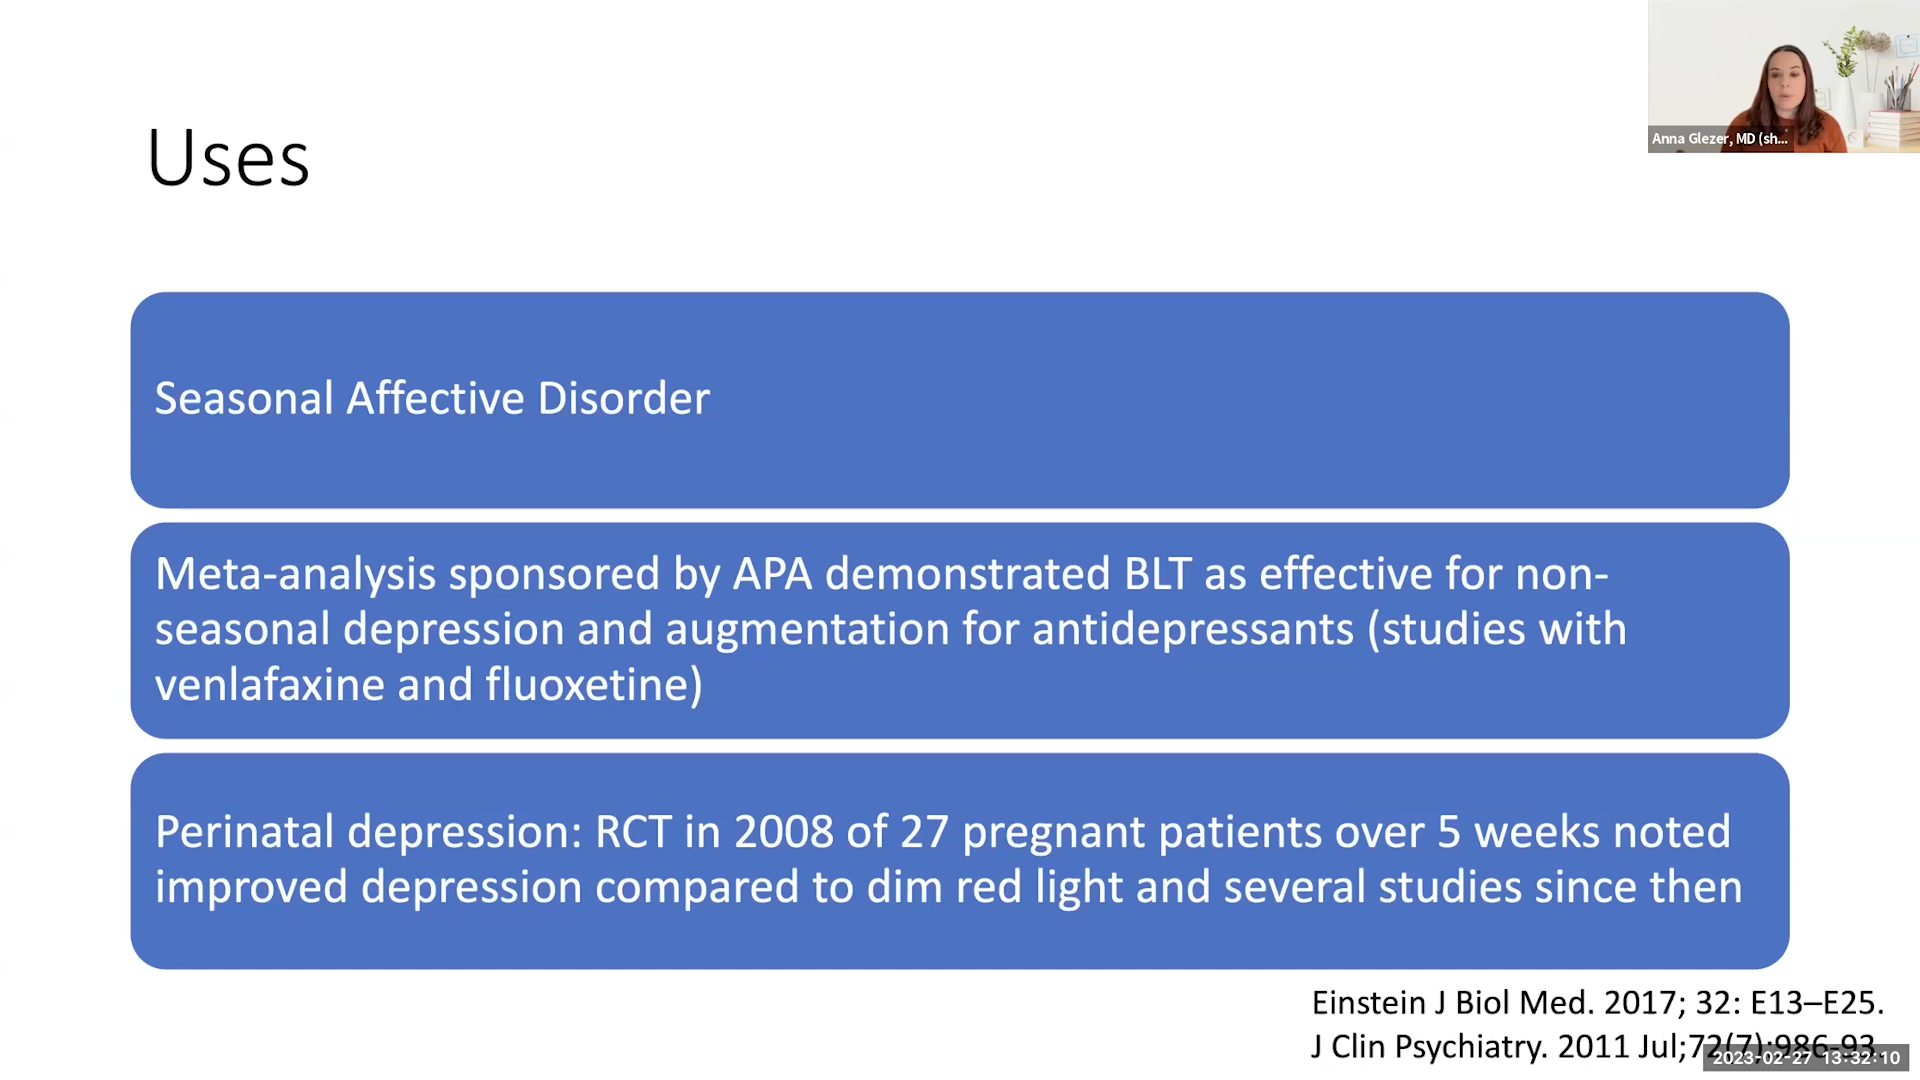 Uses
Anna Glezer, MD (sh...
Seasonal Affective Disorder
Meta-analysis sponsored by APA demonstrated BLT as effective for non-
seasonal depression and augmentation for antidepressants (studies with
venlafaxine and fluoxetine)
Perinatal depression: RCT in 2008 of 27 pregnant patients over 5 weeks noted
improved depression compared to dim red light and several studies since then
Einstein J Biol Med. 2017; 32: E13–E25.
J Clin Psychiatry. 2011 Jul;72(7):986-93.
2023-02-27 13:32:10